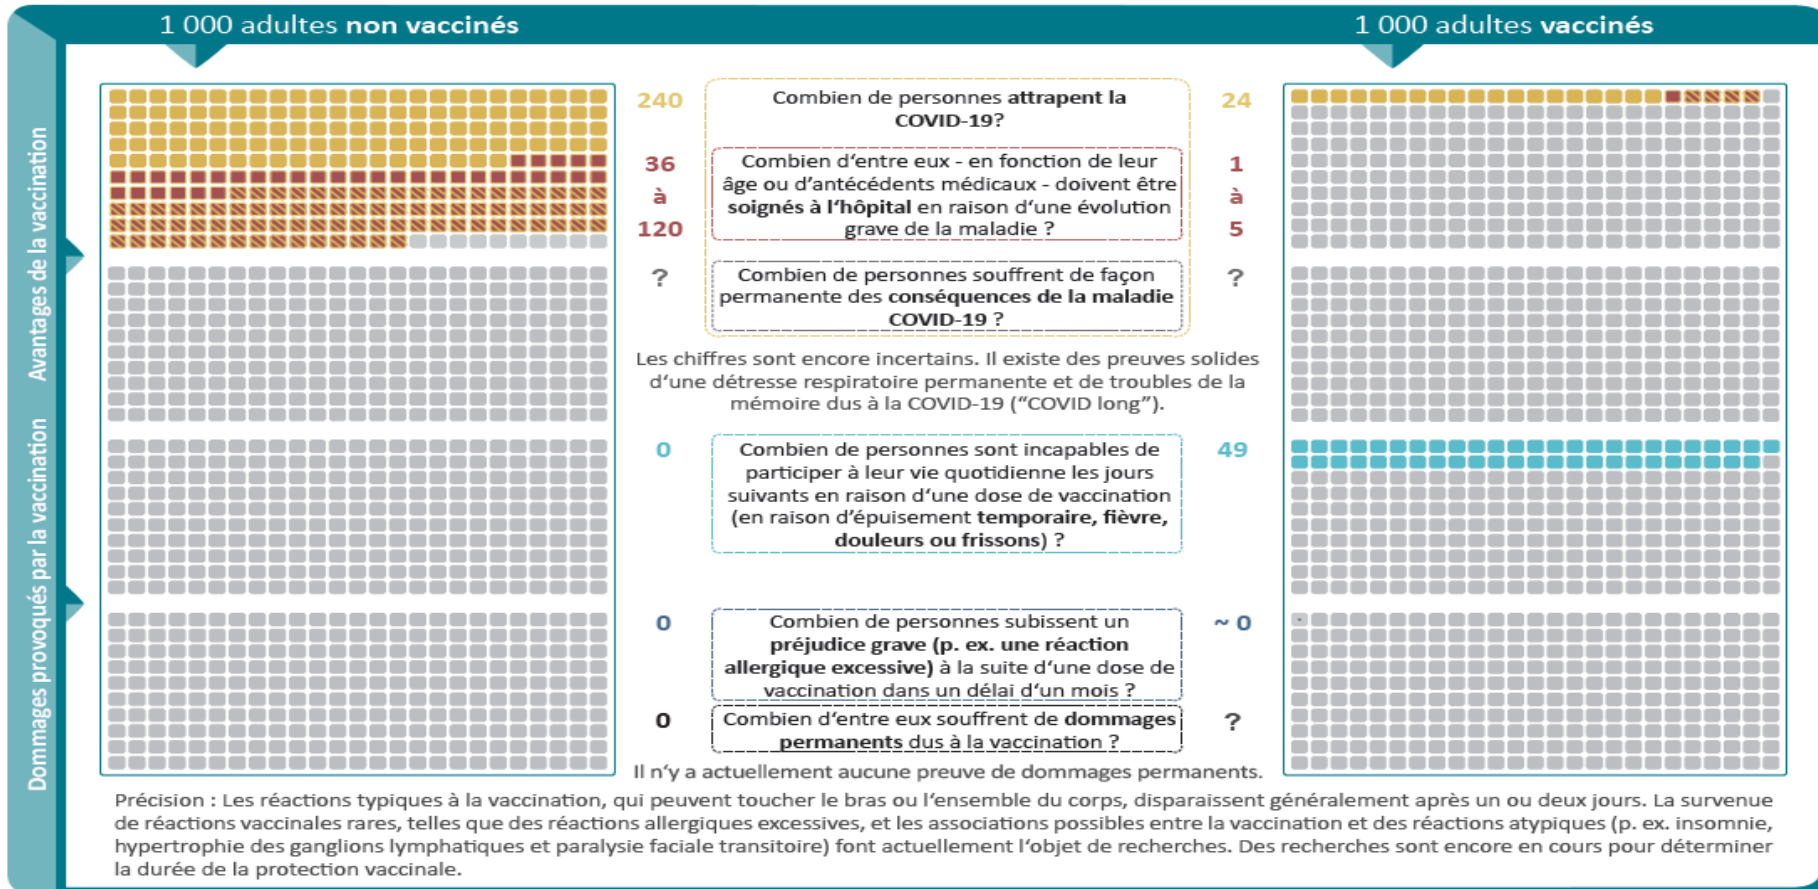 1 000 adultes non vaccinés
1 000 adultes vaccinés
Avantages de la vaccination
Dommages provoqués par la vaccination
240
Combien de personnes attrapent la
COVID-19?
24
36
à
120
Combien d‘entre eux - en fonction de leur
âge ou d‘antécédents médicaux - doivent être
soignés à l‘hôpital en raison d‘une évolution
grave de la maladie ?
1
à
5
?
Combien de personnes souffrent de façon
permanente des conséquences de la maladie
COVID-19 ?
?
Les chiffres sont encore incertains. Il existe des preuves solides
d‘une détresse respiratoire permanente et de troubles de la
mémoire dus à la COVID-19 (“COVID long”).
0
Combien de personnes sont incapables de
participer à leur vie quotidienne les jours
suivants en raison d‘une dose de vaccination
(en raison d‘épuisement temporaire, fièvre,
douleurs ou frissons) ?
49
0
Combien de personnes subissent un
préjudice grave (p. ex. une réaction
allergique excessive) à la suite d‘une dose de
vaccination dans un délai d‘un mois ?
~ 0
0
Combien d‘entre eux souffrent de dommages
permanents dus à la vaccination ?
?
Il n‘y a actuellement aucune preuve de dommages permanents.
Précision : Les réactions typiques à la vaccination, qui peuvent toucher le bras ou l‘ensemble du corps, disparaissent généralement après un ou deux jours. La survenue
de réactions vaccinales rares, telles que des réactions allergiques excessives, et les associations possibles entre la vaccination et des réactions atypiques (p. ex. insomnie,
hypertrophie des ganglions lymphatiques et paralysie faciale transitoire) font actuellement l‘objet de recherches. Des recherches sont encore en cours pour déterminer
la durée de la protection vaccinale.